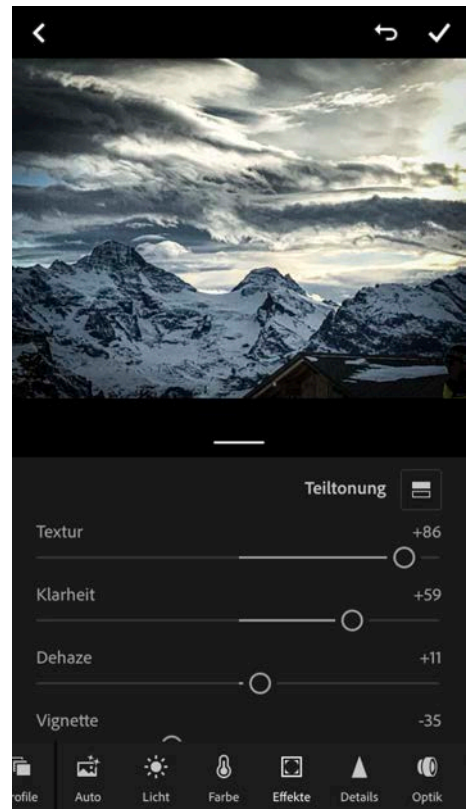 Teiltonung
Textur +86
Klarheit +59
Dehaze +11
Vignette -35
rofile Auto Licht Farbe Effekte Details Optik